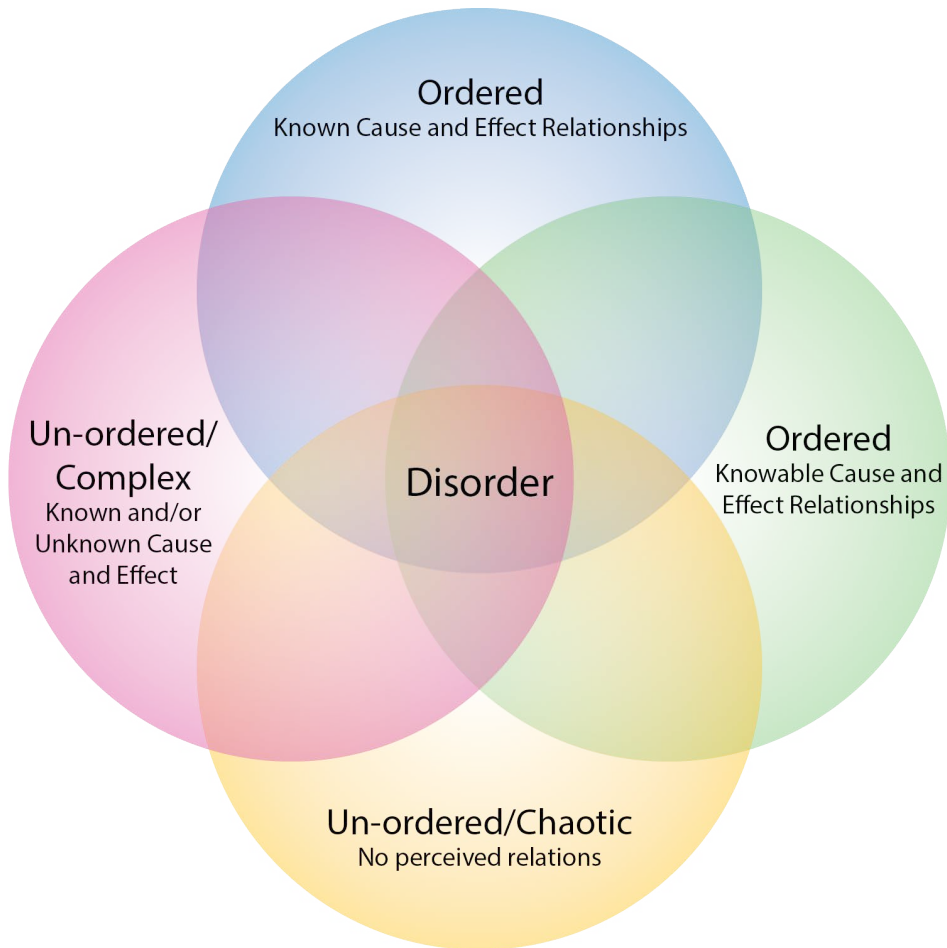 Ordered
Known Cause and Effect Relationships
Un-ordered/
Complex
Known and/or
Unknown Cause
and Effect
Disorder
Ordered
Knowable Cause and
Effect Relationships
Un-ordered/Chaotic
No perceived relations